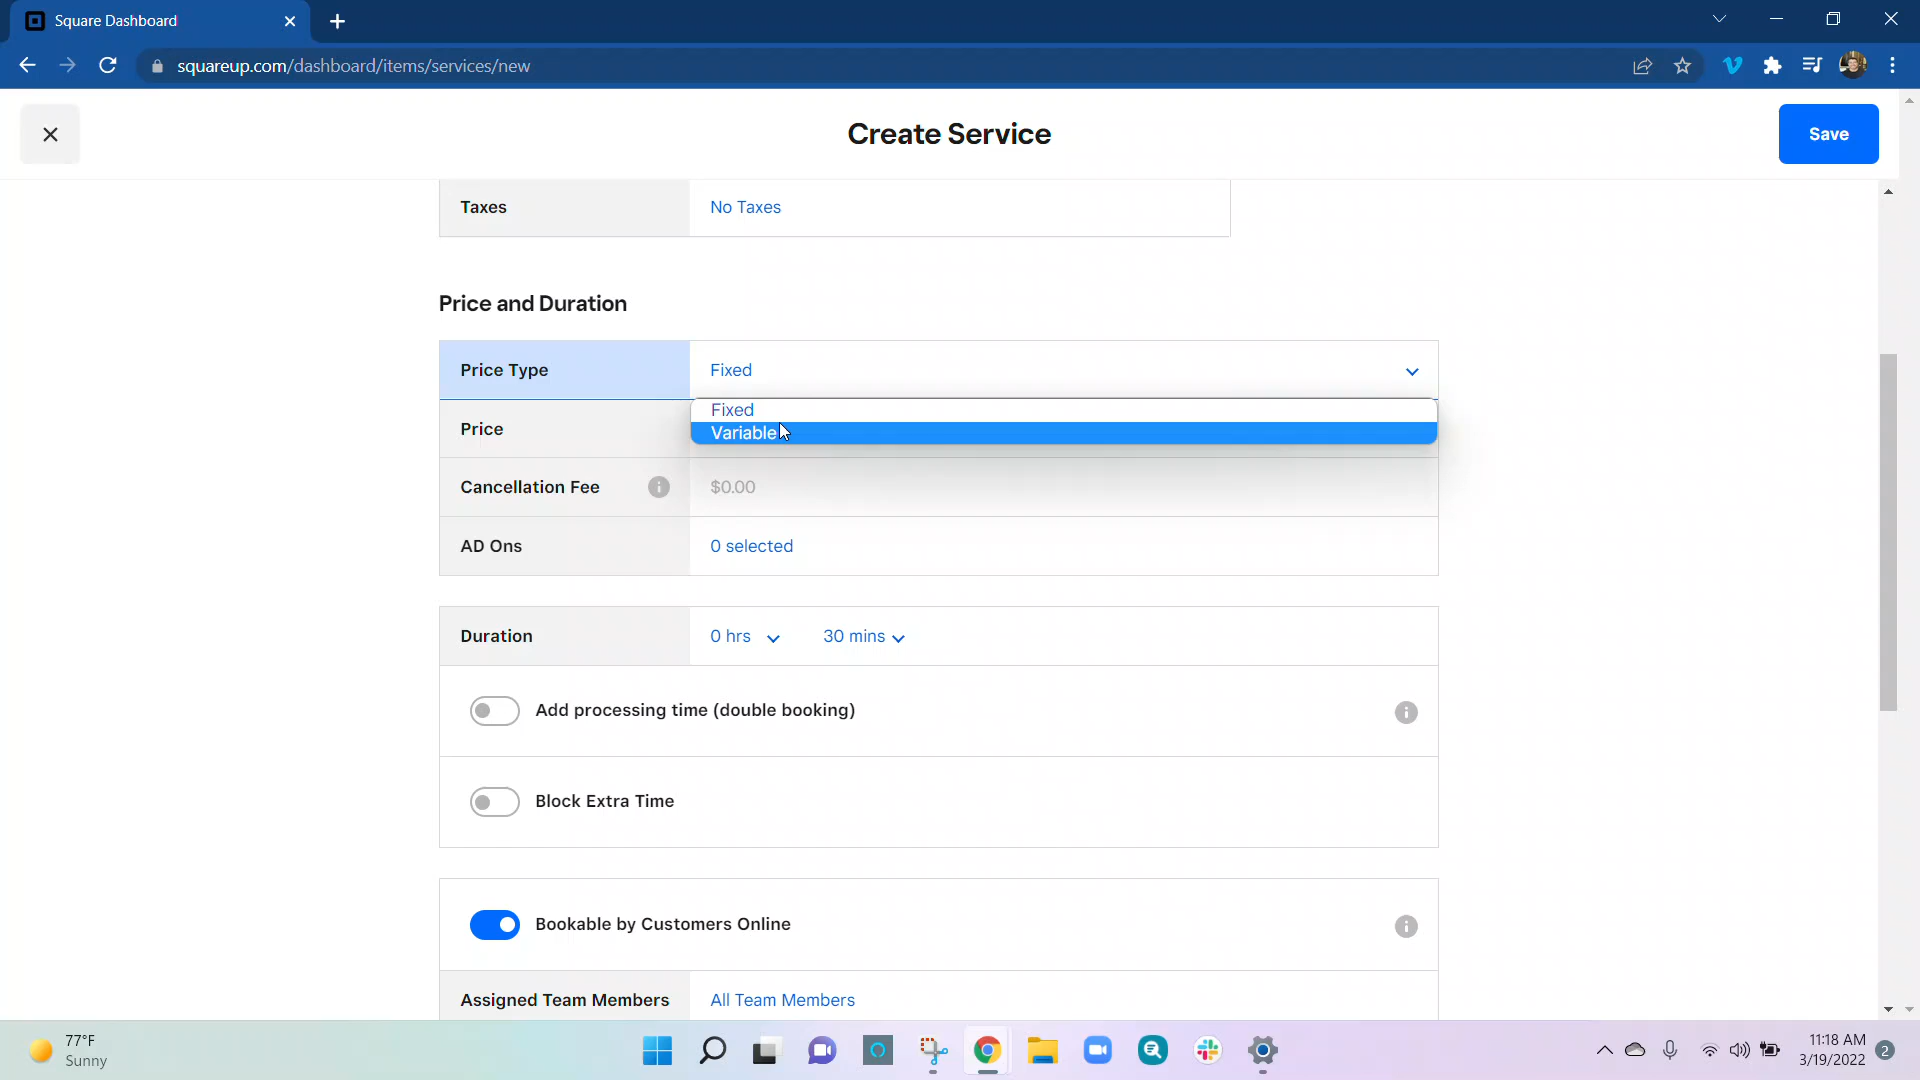 Square Dashboard
squareup.com/dashboard/items/services/new
Create Service
Save
Taxes No Taxes
Price and Duration
Price Type Fixed
Fixed
Variable
Price
Cancellation Fee $0.00
AD Ons 0 selected
Duration 0 hrs 30 mins
Add processing time (double booking)
Block Extra Time
Bookable by Customers Online
Assigned Team Members All Team Members
77°F
Sunny
11:18 AM
3/19/2022
2